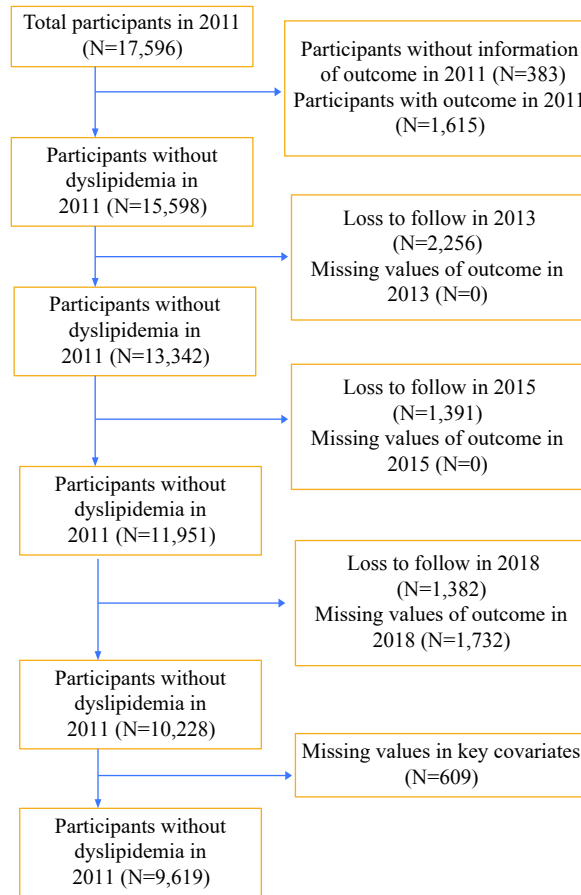 Total participants in 2011
(N=17,596)
Participants without information
of outcome in 2011 (N=383)
Participants with outcome in 2011
(N=1,615)
Participants without
dyslipidemia in
2011 (N=15,598)
Loss to follow in 2013
(N=2,256)
Missing values of outcome in
2013 (N=0)
Participants without
dyslipidemia in
2011 (N=13,342)
Loss to follow in 2015
(N=1,391)
Missing values of outcome in
2015 (N=0)
Participants without
dyslipidemia in
2011 (N=11,951)
Loss to follow in 2018
(N=1,382)
Missing values of outcome in
2018 (N=1,732)
Participants without
dyslipidemia in
2011 (N=10,228)
Missing values in key covariates
(N=609)
Participants without
dyslipidemia in
2011 (N=9,619)